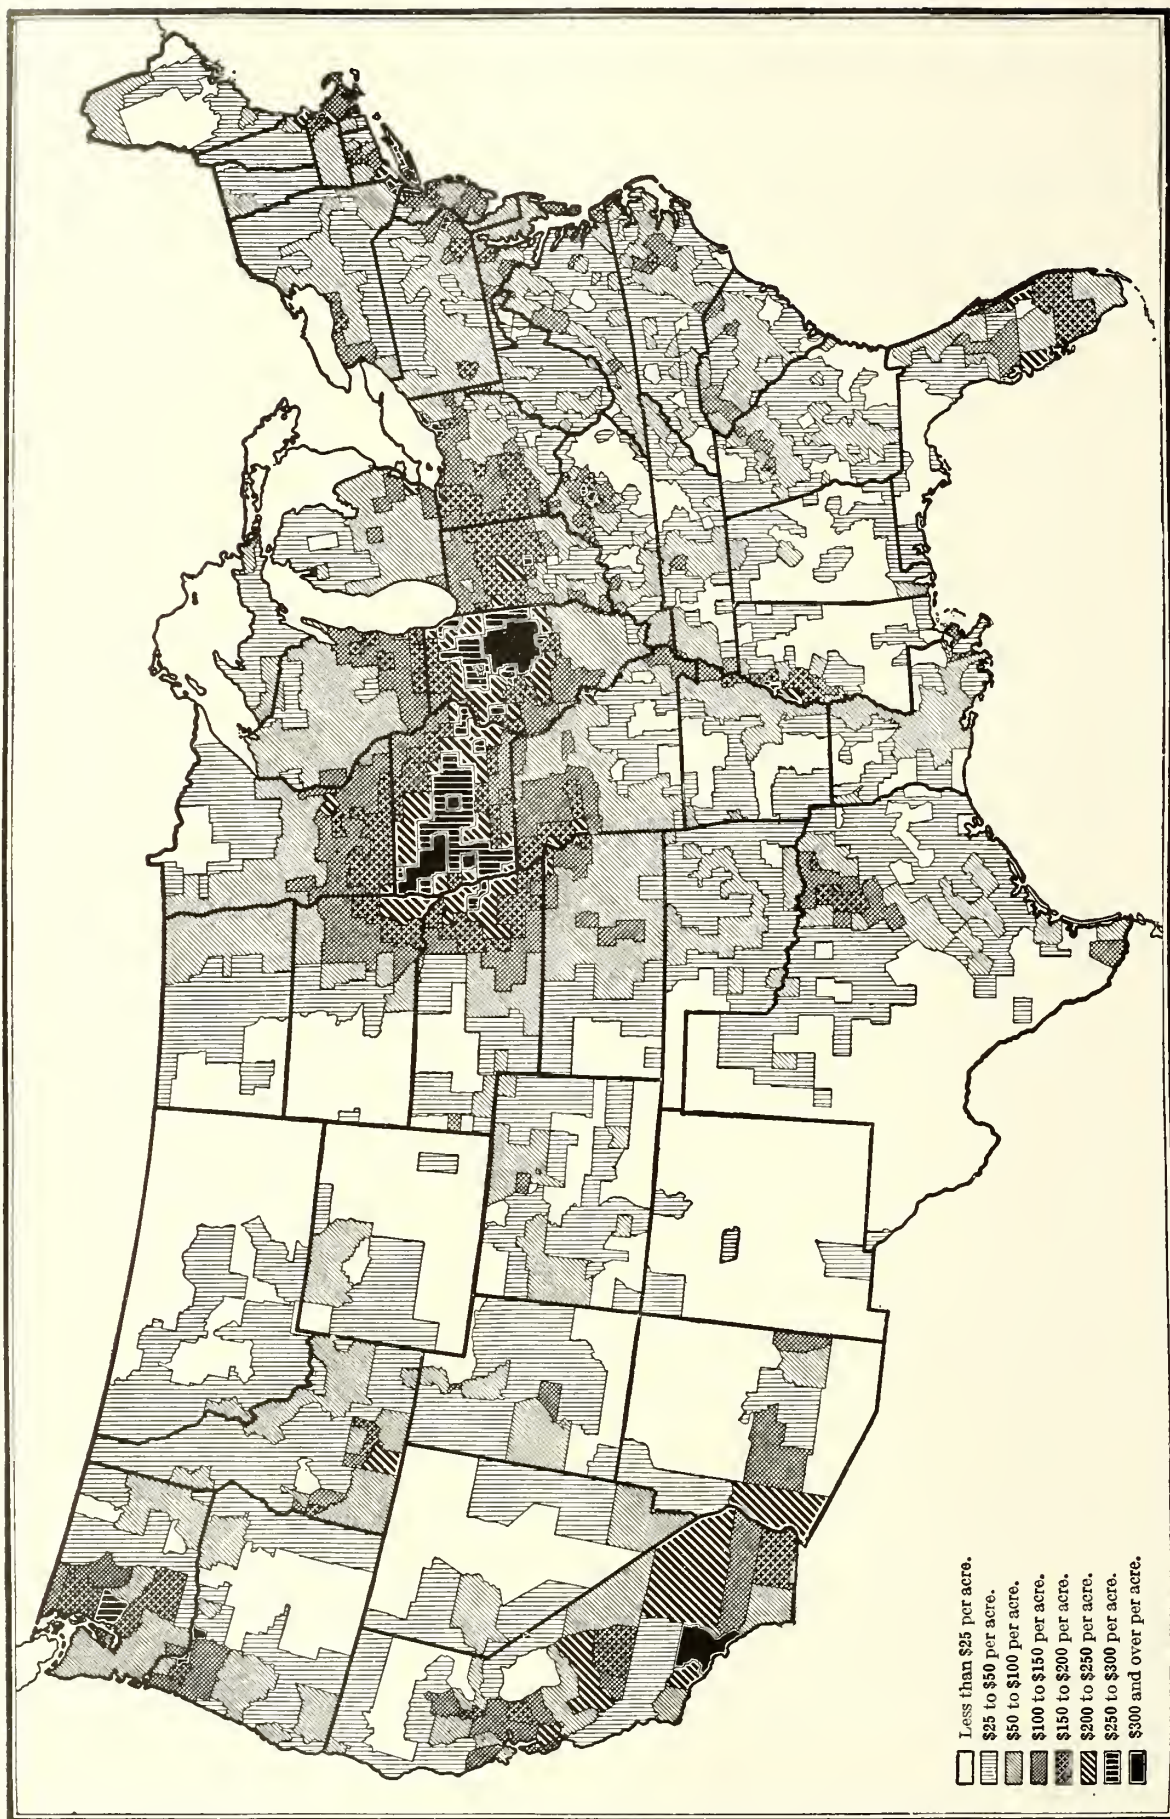 Less than $25 per acre.
$25 to $50 per acre.
$50 to $100 per acre.
$100 to $150 per acre.
$150 to $200 per acre.
$200 to $250 per acre.
$250 to $300 per acre.
$300 and over per acre.